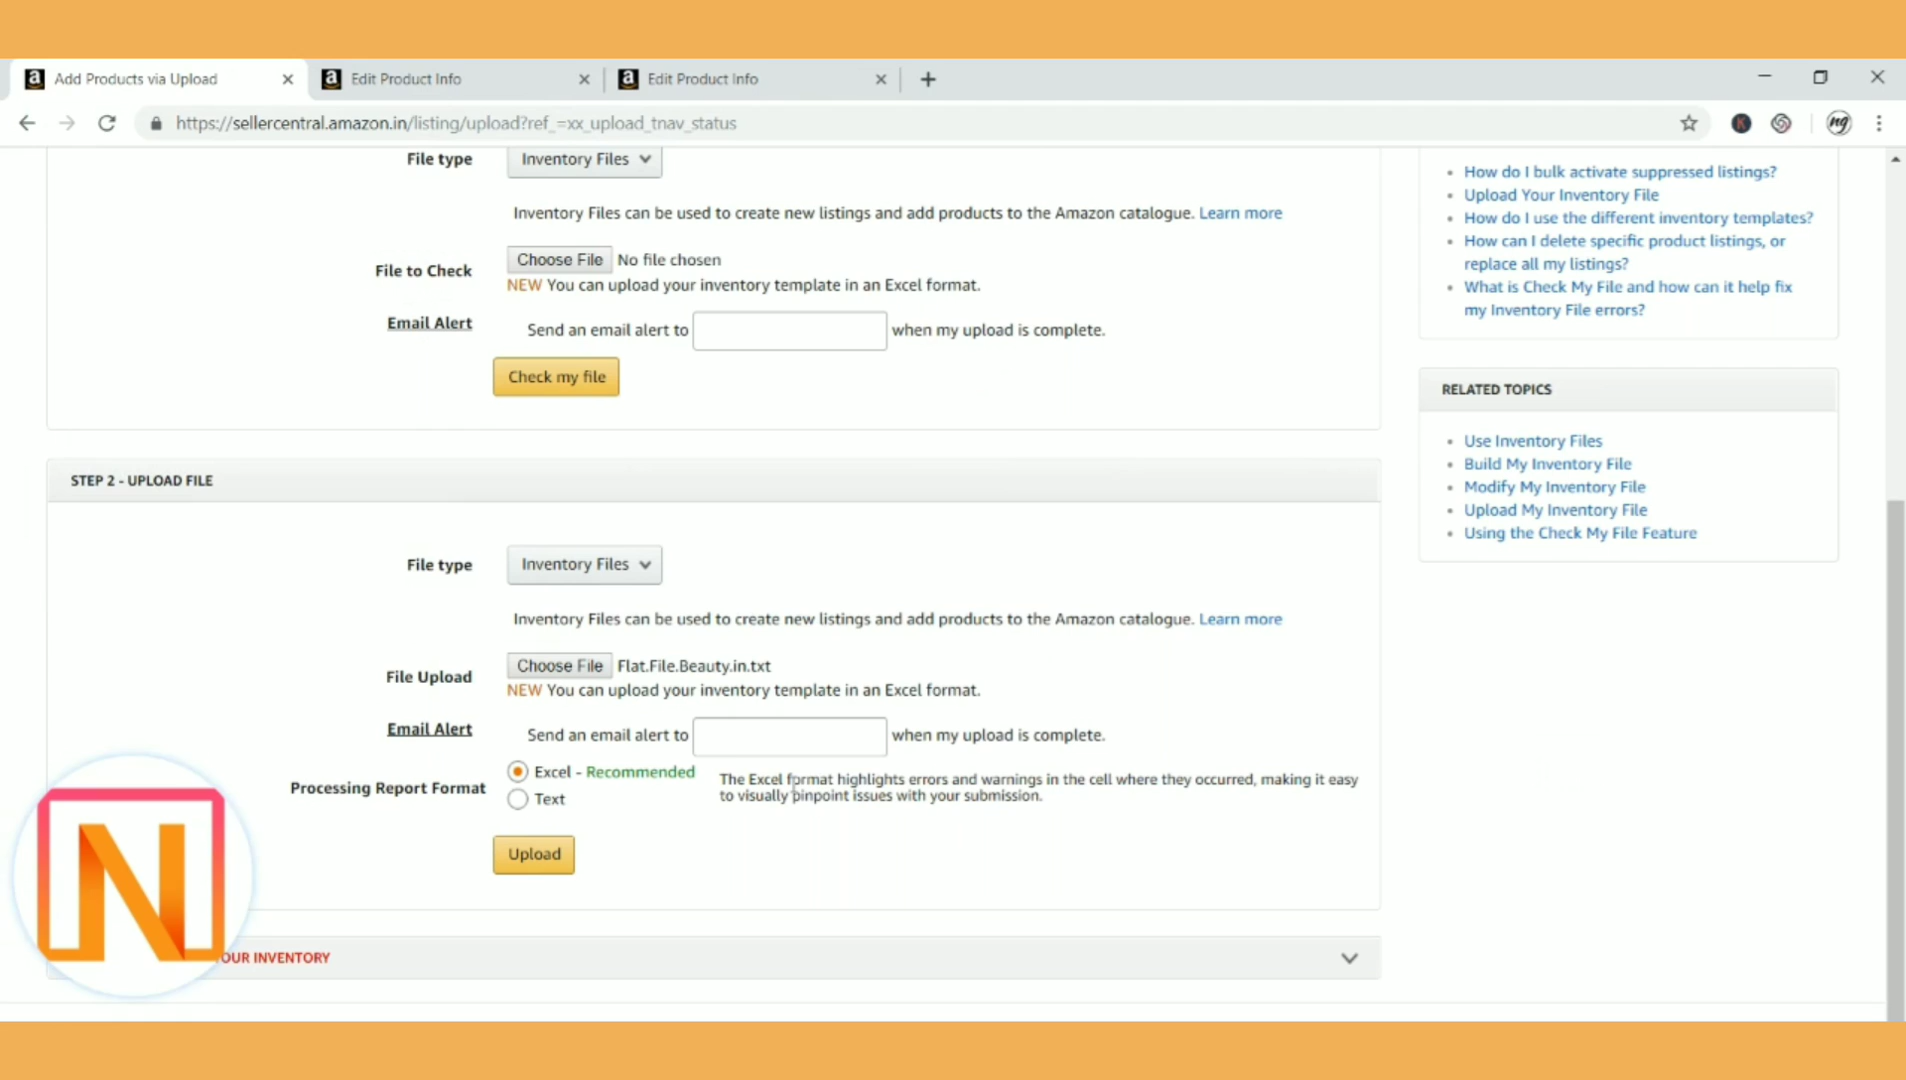 Add Products via Upload
Edit Product Info
Edit Product Info
https://sellercentral.amazon.in/listing/upload?ref_=xx_upload_tnav_status
ng
File type
Inventory Files
Inventory Files can be used to create new listings and add products to the Amazon catalogue. Learn more
File to Check
Choose File No file chosen
NEW You can upload your inventory template in an Excel format.
Email Alert
Send an email alert to
when my upload is complete.
Check my file
STEP 2 - UPLOAD FILE
File type
Inventory Files
Inventory Files can be used to create new listings and add products to the Amazon catalogue. Learn more
File Upload
Choose File Flat.File.Beauty.in.txt
NEW You can upload your inventory template in an Excel format.
Email Alert
Send an email alert to
when my upload is complete.
Processing Report Format
Excel - Recommended
Text
The Excel format highlights errors and warnings in the cell where they occurred, making it easy
to visually pinpoint issues with your submission.
Upload
OUR INVENTORY
N
How do I bulk activate suppressed listings?
Upload Your Inventory File
How do I use the different inventory templates?
How can I delete specific product listings, or
replace all my listings?
What is Check My File and how can it help fix
my Inventory File errors?
RELATED TOPICS
Use Inventory Files
Build My Inventory File
Modify My Inventory File
Upload My Inventory File
Using the Check My File Feature